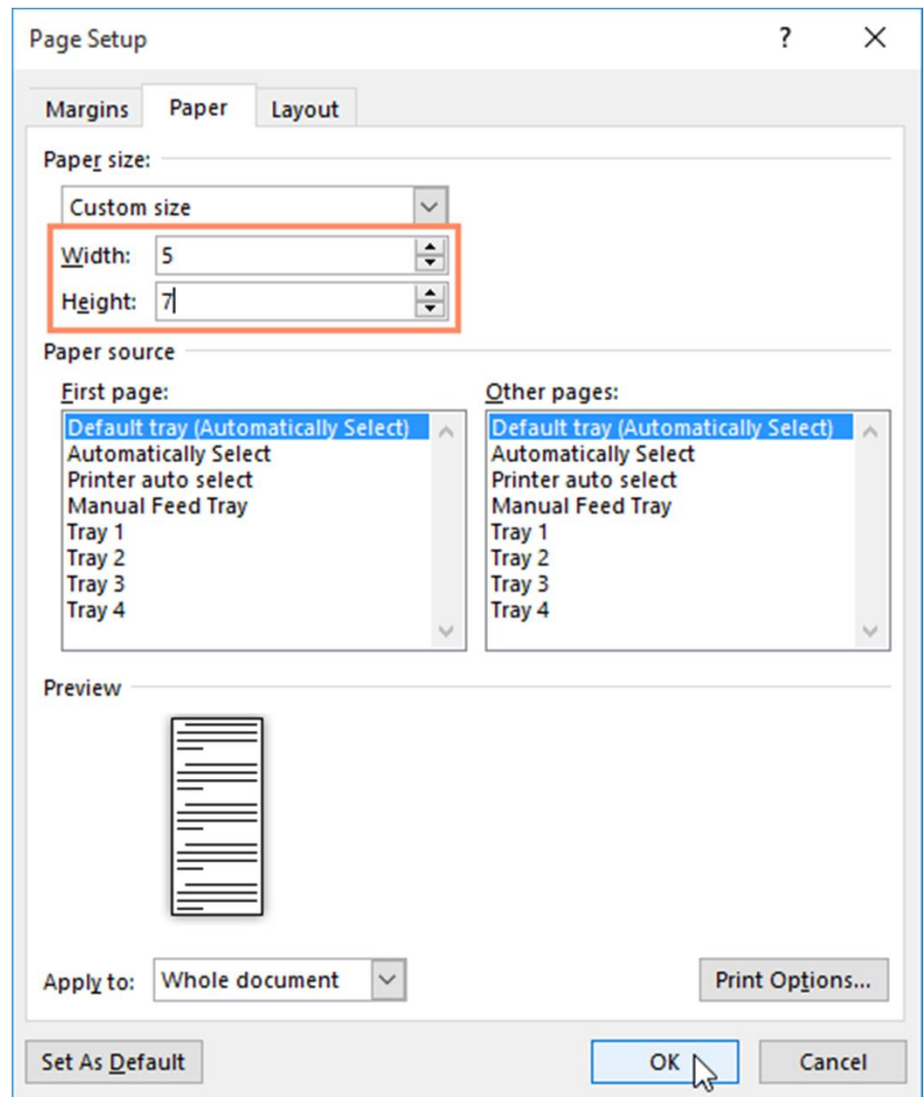 Page Setup ?
Margins Paper Layout
Paper size:
Custom size
Width: 5
Height: 7
Paper source
First page: Other pages:
Default tray (Automatically Select) Default tray (Automatically Select)
Automatically Select Automatically Select
Printer auto select Printer auto select
Manual Feed Tray Manual Feed Tray
Tray 1 Tray 1
Tray 2 Tray 2
Tray 3 Tray 3
Tray 4 Tray 4
Preview
Apply to: Whole document Print Options...
Set As Default OK Cancel